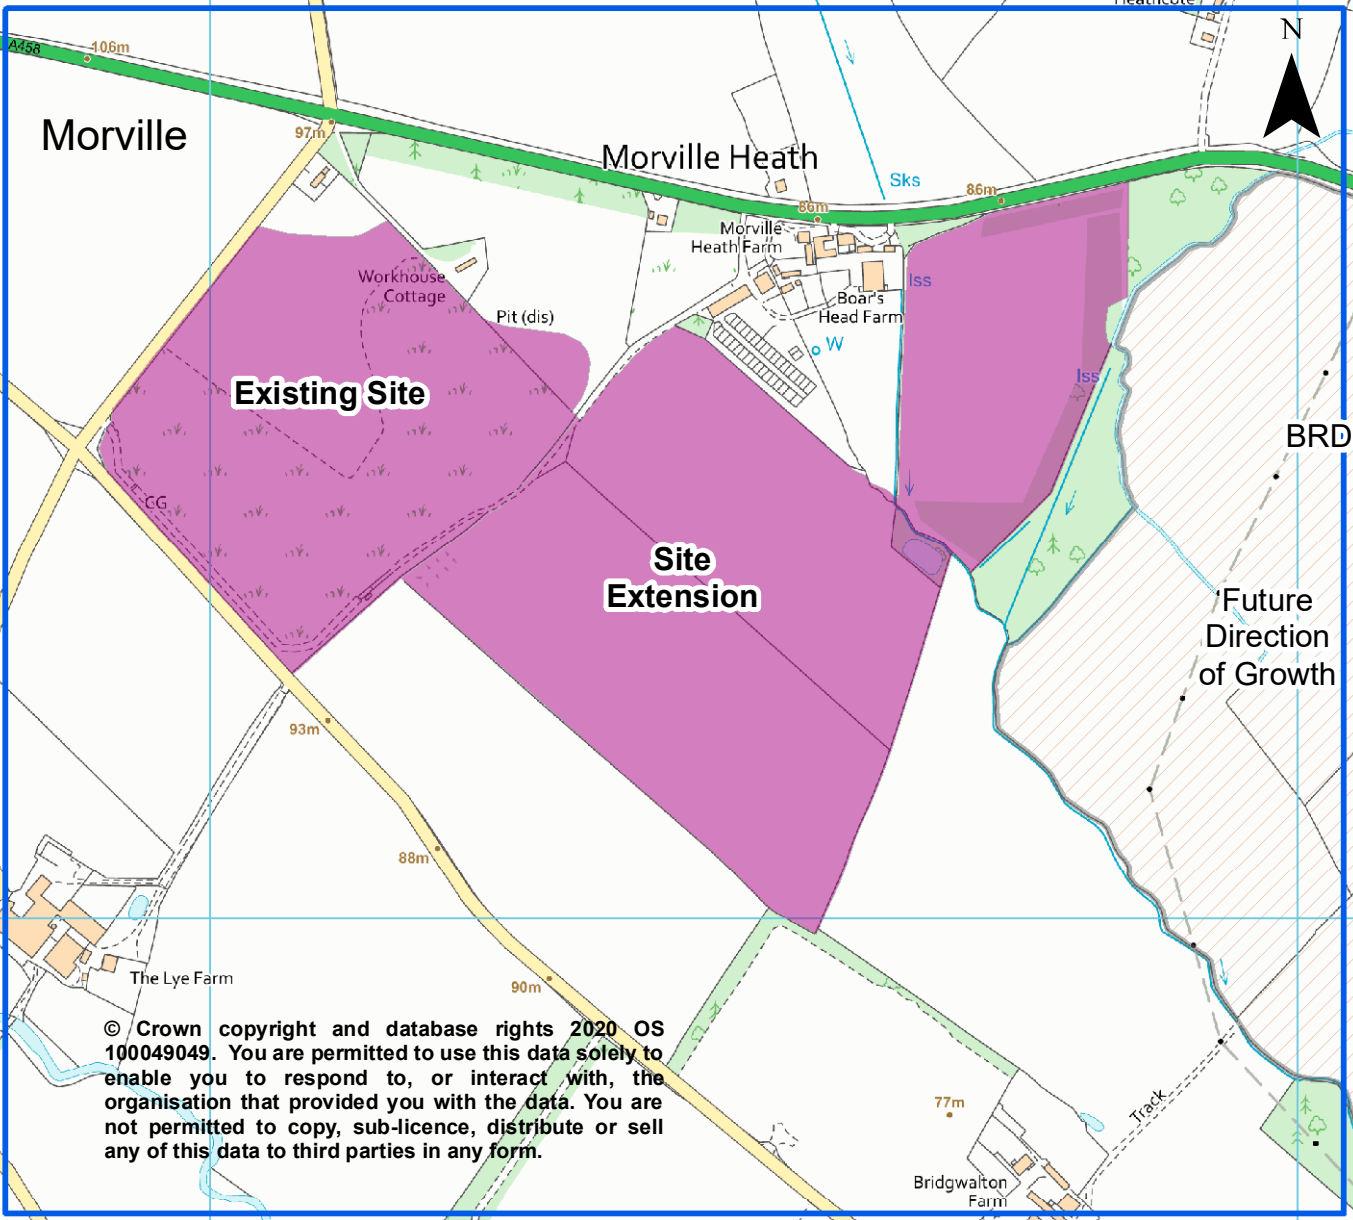 Heathcote
A458
106m
N
Morville
97m
Morville Heath
Sks
86m
86m
Morville
Heath Farm
Workhouse
Cottage
Iss
Boar's
Head Farm
Pit (dis)
W
Iss
Existing Site
BRD
CG
Site
Extension
Future
Direction
of Growth
93m
88m
The Lye Farm
90m
© Crown copyright and database rights 2020 OS
100049049. You are permitted to use this data solely to
enable you to respond to, or interact with, the
organisation that provided you with the data. You are
not permitted to copy, sub-licence, distribute or sell
any of this data to third parties in any form.
77m
Track
Bridgwalton
Farm